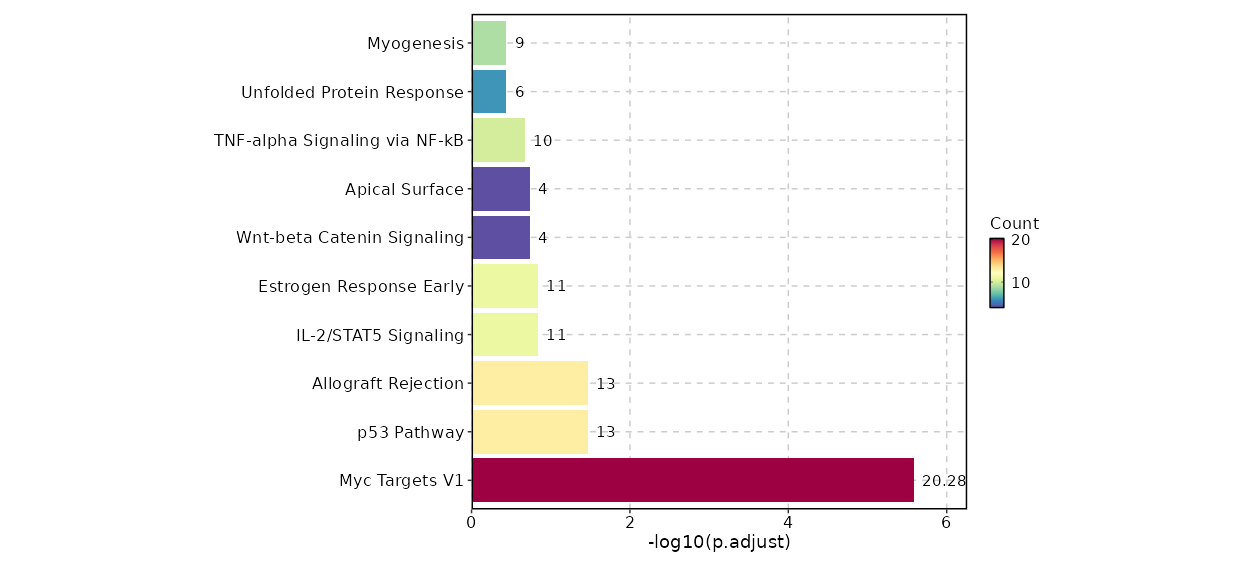 Myogenesis 9
Unfolded Protein Response 6
TNF-alpha Signaling via NF-kB 10
Apical Surface 4
Wnt-beta Catenin Signaling 4
Estrogen Response Early 11
IL-2/STAT5 Signaling 11
Allograft Rejection 13
p53 Pathway 13
Myc Targets V1 20.28
0 2 4 6
-log10(p.adjust)
Count
20
10